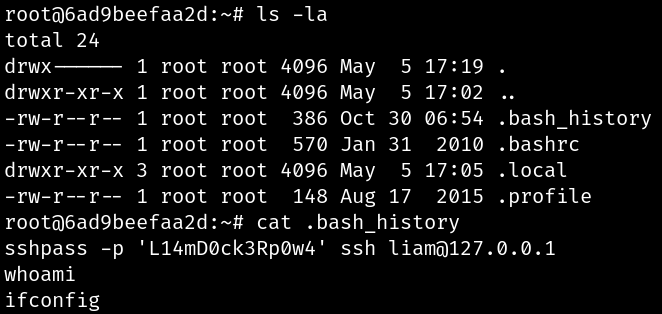 root@6ad9beefaa2d:~# ls -la
total 24
drwx------ 1 root root 4096 May  5 17:19 .
drwxr-xr-x 1 root root 4096 May  5 17:02 ..
-rw-r--r-- 1 root root  386 Oct 30 06:54 .bash_history
-rw-r--r-- 1 root root  570 Jan 31  2010 .bashrc
drwxr-xr-x 3 root root 4096 May  5 17:05 .local
-rw-r--r-- 1 root root  148 Aug 17  2015 .profile
root@6ad9beefaa2d:~# cat .bash_history
sshpass -p 'L14mD0ck3Rp0w4' ssh liam@127.0.0.1
whoami
ifconfig